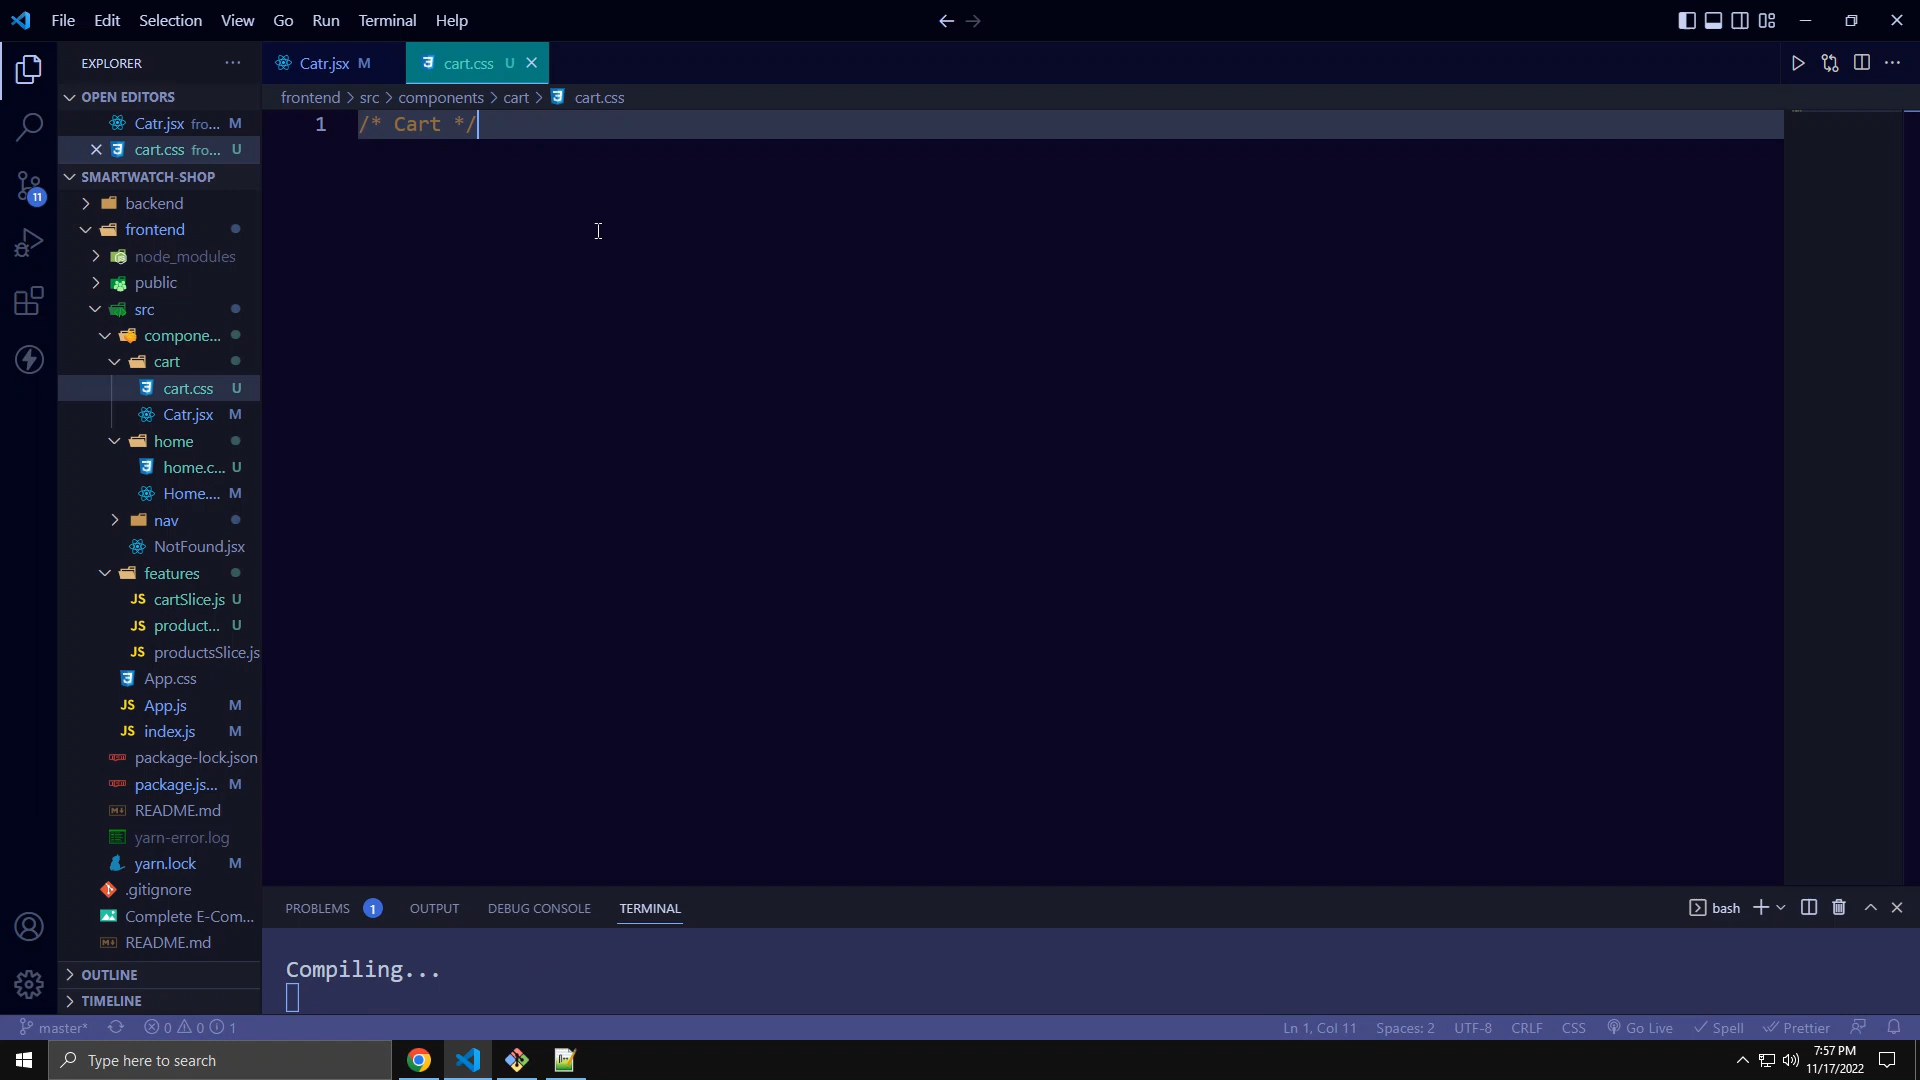 File Edit Selection View Go Run Terminal Help
EXPLORER
Catr.jsx M
cart.css U
OPEN EDITORS
frontend > src > components > cart > cart.css
Catr.jsx fro... M
cart.css fro... U
1 /* Cart */
SMARTWATCH-SHOP
backend
frontend
node_modules
public
src
compone...
cart
cart.css U
Catr.jsx M
home
home.c... U
Home.... M
nav
NotFound.jsx
features
JS cartSlice.js U
JS product... U
JS productsSlice.js
App.css
JS App.js M
JS index.js M
package-lock.json
package.js... M
README.md
yarn-error.log
yarn.lock M
.gitignore
Complete E-Com...
README.md
OUTLINE
TIMELINE
11
PROBLEMS 1 OUTPUT DEBUG CONSOLE TERMINAL
bash
Compiling...
master* 0 0 1
Ln 1, Col 11 Spaces: 2 UTF-8 CRLF CSS Go Live Spell Prettier
Type here to search
7:57 PM
11/17/2022